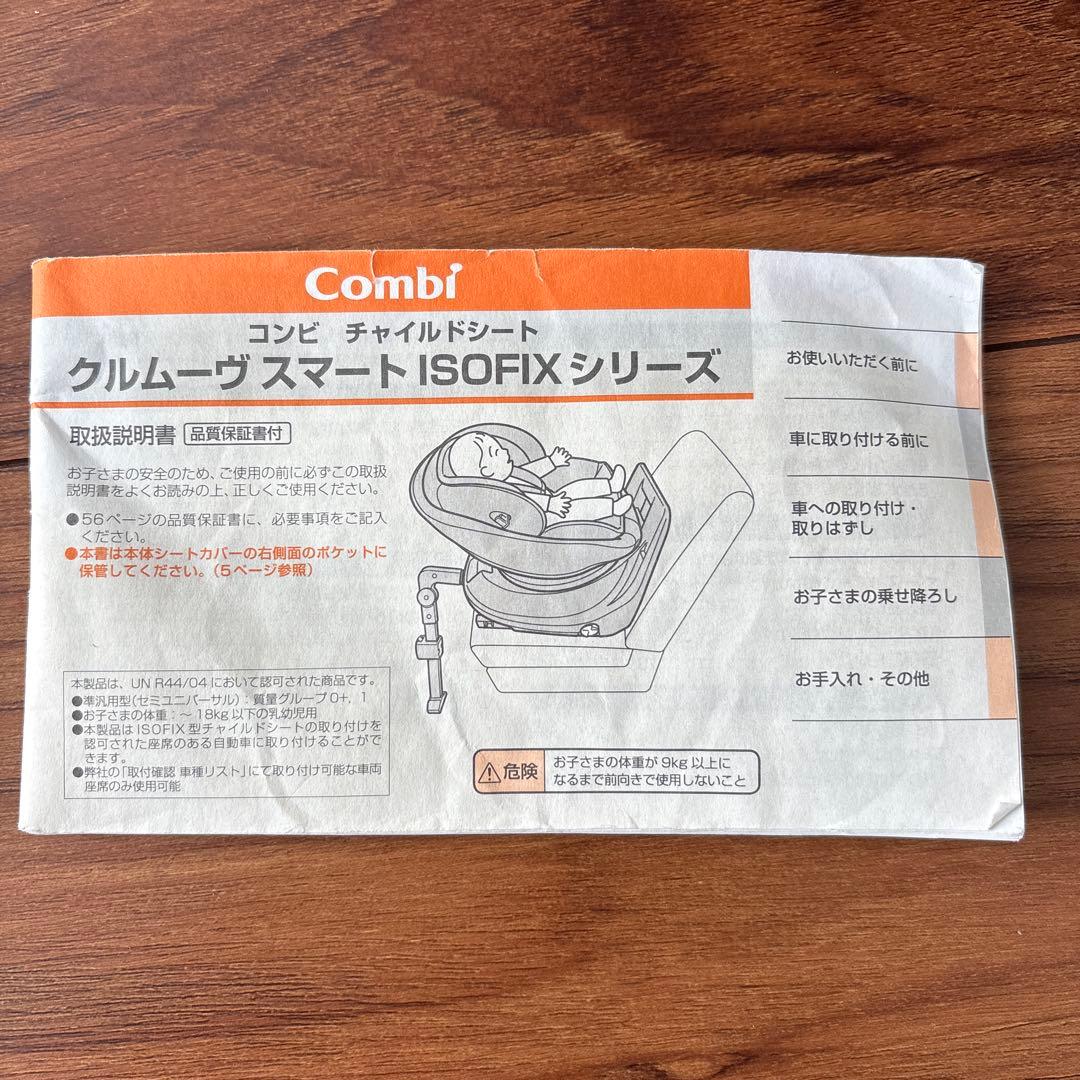 Combi
コンビ チャイルドシート
クルムーヴ スマート ISOFIX シリーズ
取扱説明書 品質保証書付
お子さまの安全のため、ご使用の前に必ずこの取扱
説明書をよくお読みの上、正しくご使用ください。
●56ページの品質保証書に、必要事項をご記入
ください。
●本書は本体シートカバーの右側面のポケットに
保管してください。(5ページ参照)
本製品は、UN R44/04において認可された商品です。
●準汎用型(セミユニバーサル):質量グループ0+, 1
●お子さまの体重:〜18kg以下の乳幼児用
●本製品はISOFIX型チャイルドシートの取り付けを
認可された座席のある自動車に取り付けることがで
きます。
●弊社の「取付確認 車種リスト」にて取り付け可能な車両
座席のみ使用可能
危険
お子さまの体重が9kg以上に
なるまで前向きで使用しないこと
お使いいただく前に
車に取り付ける前に
車への取り付け・
取りはずし
お子さまの乗せ降ろし
お手入れ・その他